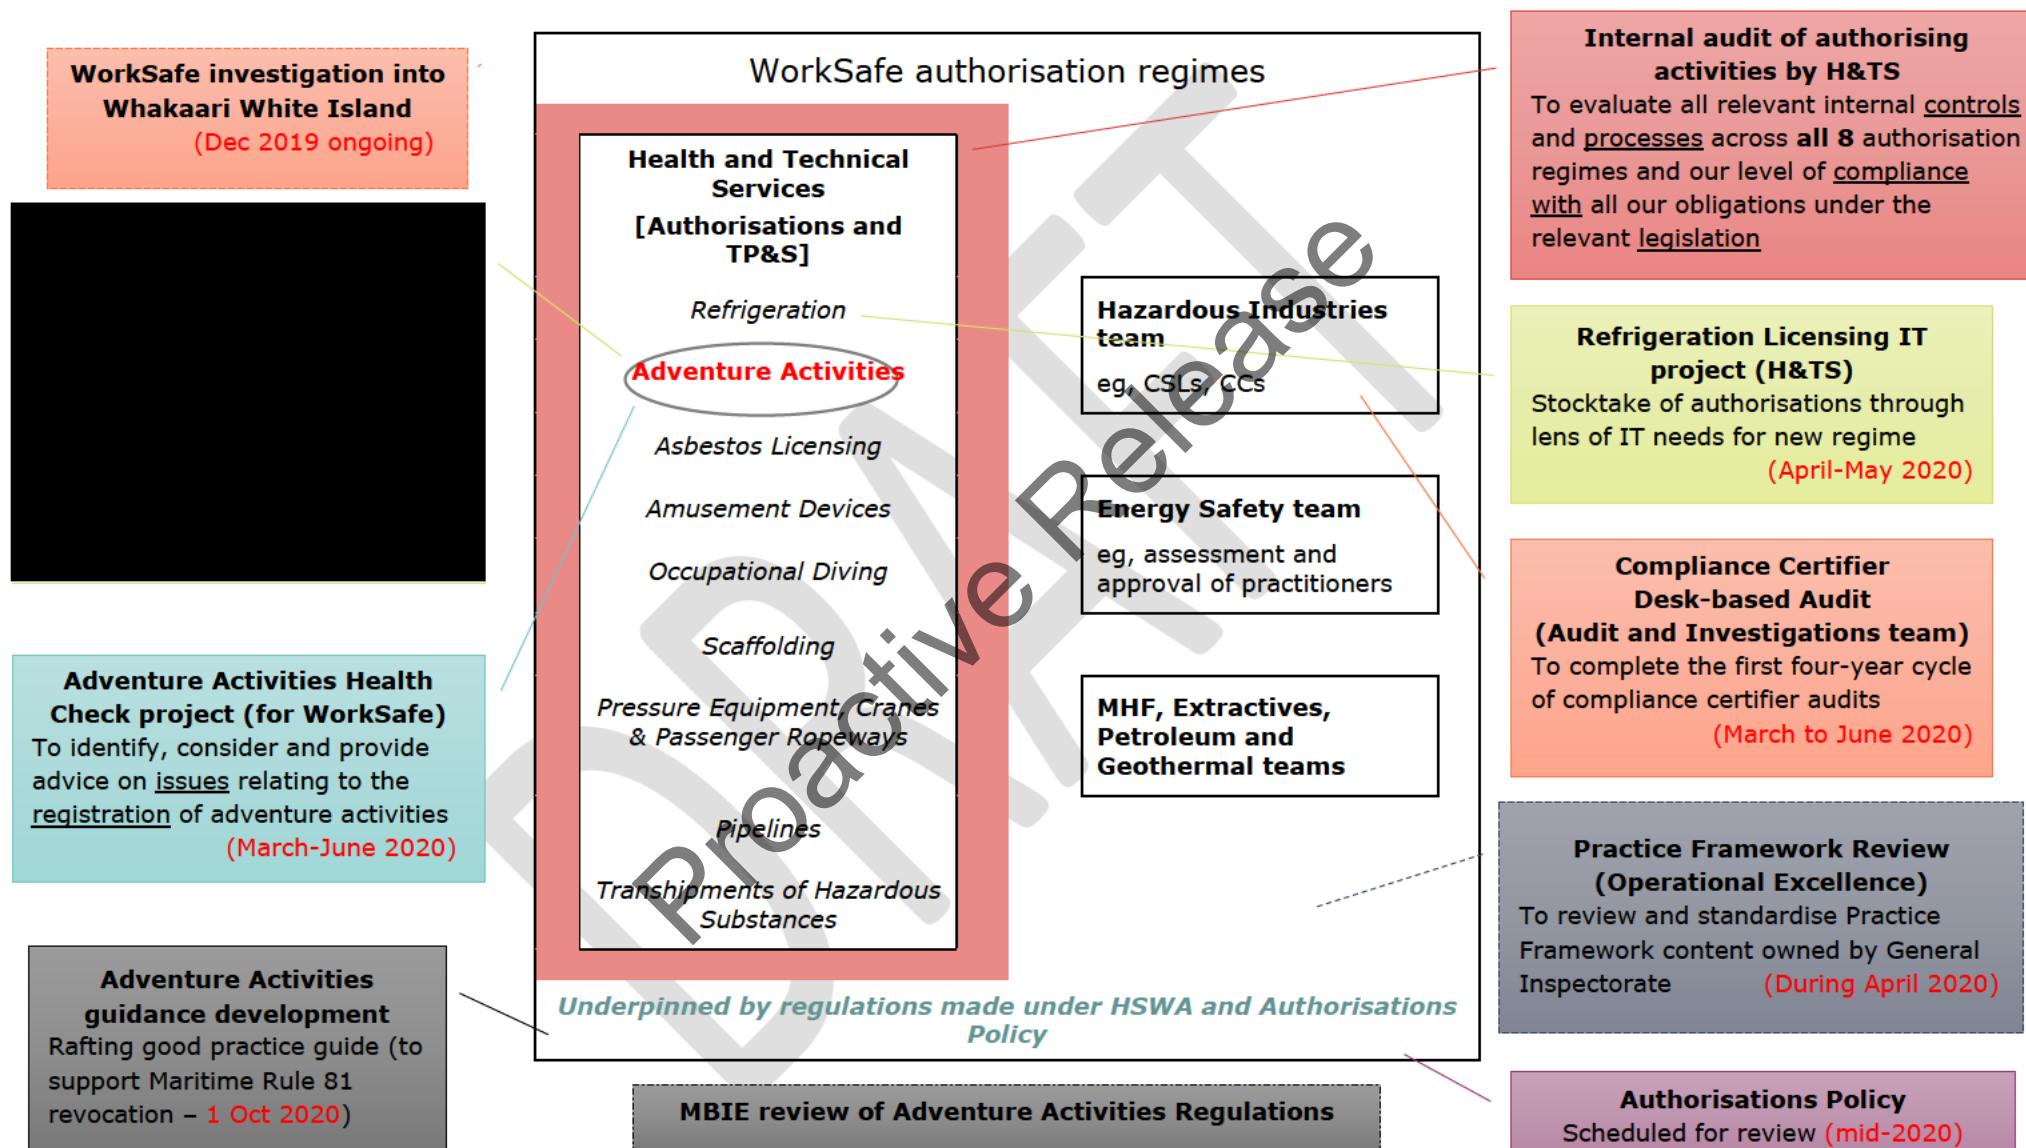 WorkSafe investigation into
Whakaari White Island
(Dec 2019 ongoing)
Adventure Activities Health
Check project (for WorkSafe)
To identify, consider and provide
advice on issues relating to the
registration of adventure activities
(March-June 2020)
Adventure Activities
guidance development
Rafting good practice guide (to
support Maritime Rule 81
revocation – 1 Oct 2020)
WorkSafe authorisation regimes
Health and Technical
Services
[Authorisations and
TP&S]
Refrigeration
Adventure Activities
Asbestos Licensing
Amusement Devices
Occupational Diving
Scaffolding
Pressure Equipment, Cranes
& Passenger Ropeways
Pipelines
Transhipments of Hazardous
Substances
Hazardous Industries
team
eg, CSLs, CCs
Energy Safety team
eg, assessment and
approval of practitioners
MHF, Extractives,
Petroleum and
Geothermal teams
Underpinned by regulations made under HSWA and Authorisations
Policy
MBIE review of Adventure Activities Regulations
Internal audit of authorising
activities by H&TS
To evaluate all relevant internal controls
and processes across all 8 authorisation
regimes and our level of compliance
with all our obligations under the
relevant legislation
Refrigeration Licensing IT
project (H&TS)
Stocktake of authorisations through
lens of IT needs for new regime
(April-May 2020)
Compliance Certifier
Desk-based Audit
(Audit and Investigations team)
To complete the first four-year cycle
of compliance certifier audits
(March to June 2020)
Practice Framework Review
(Operational Excellence)
To review and standardise Practice
Framework content owned by General
Inspectorate (During April 2020)
Authorisations Policy
Scheduled for review (mid-2020)
DRAFT
Proactive Release